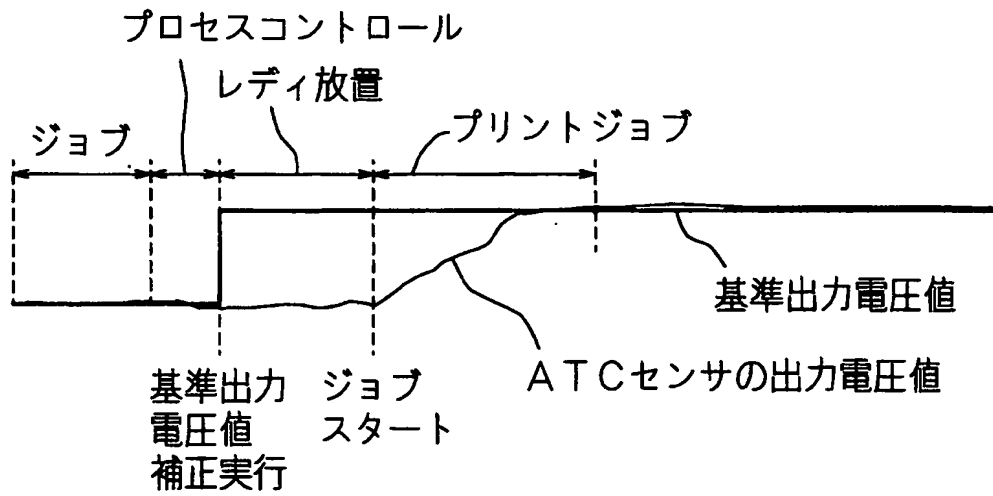 プロセスコントロール
レディ放置
ジョブ
プリントジョブ
基準出力電圧値
ATCセンサの出力電圧値
基準出力
電圧値
補正実行
ジョブ
スタート